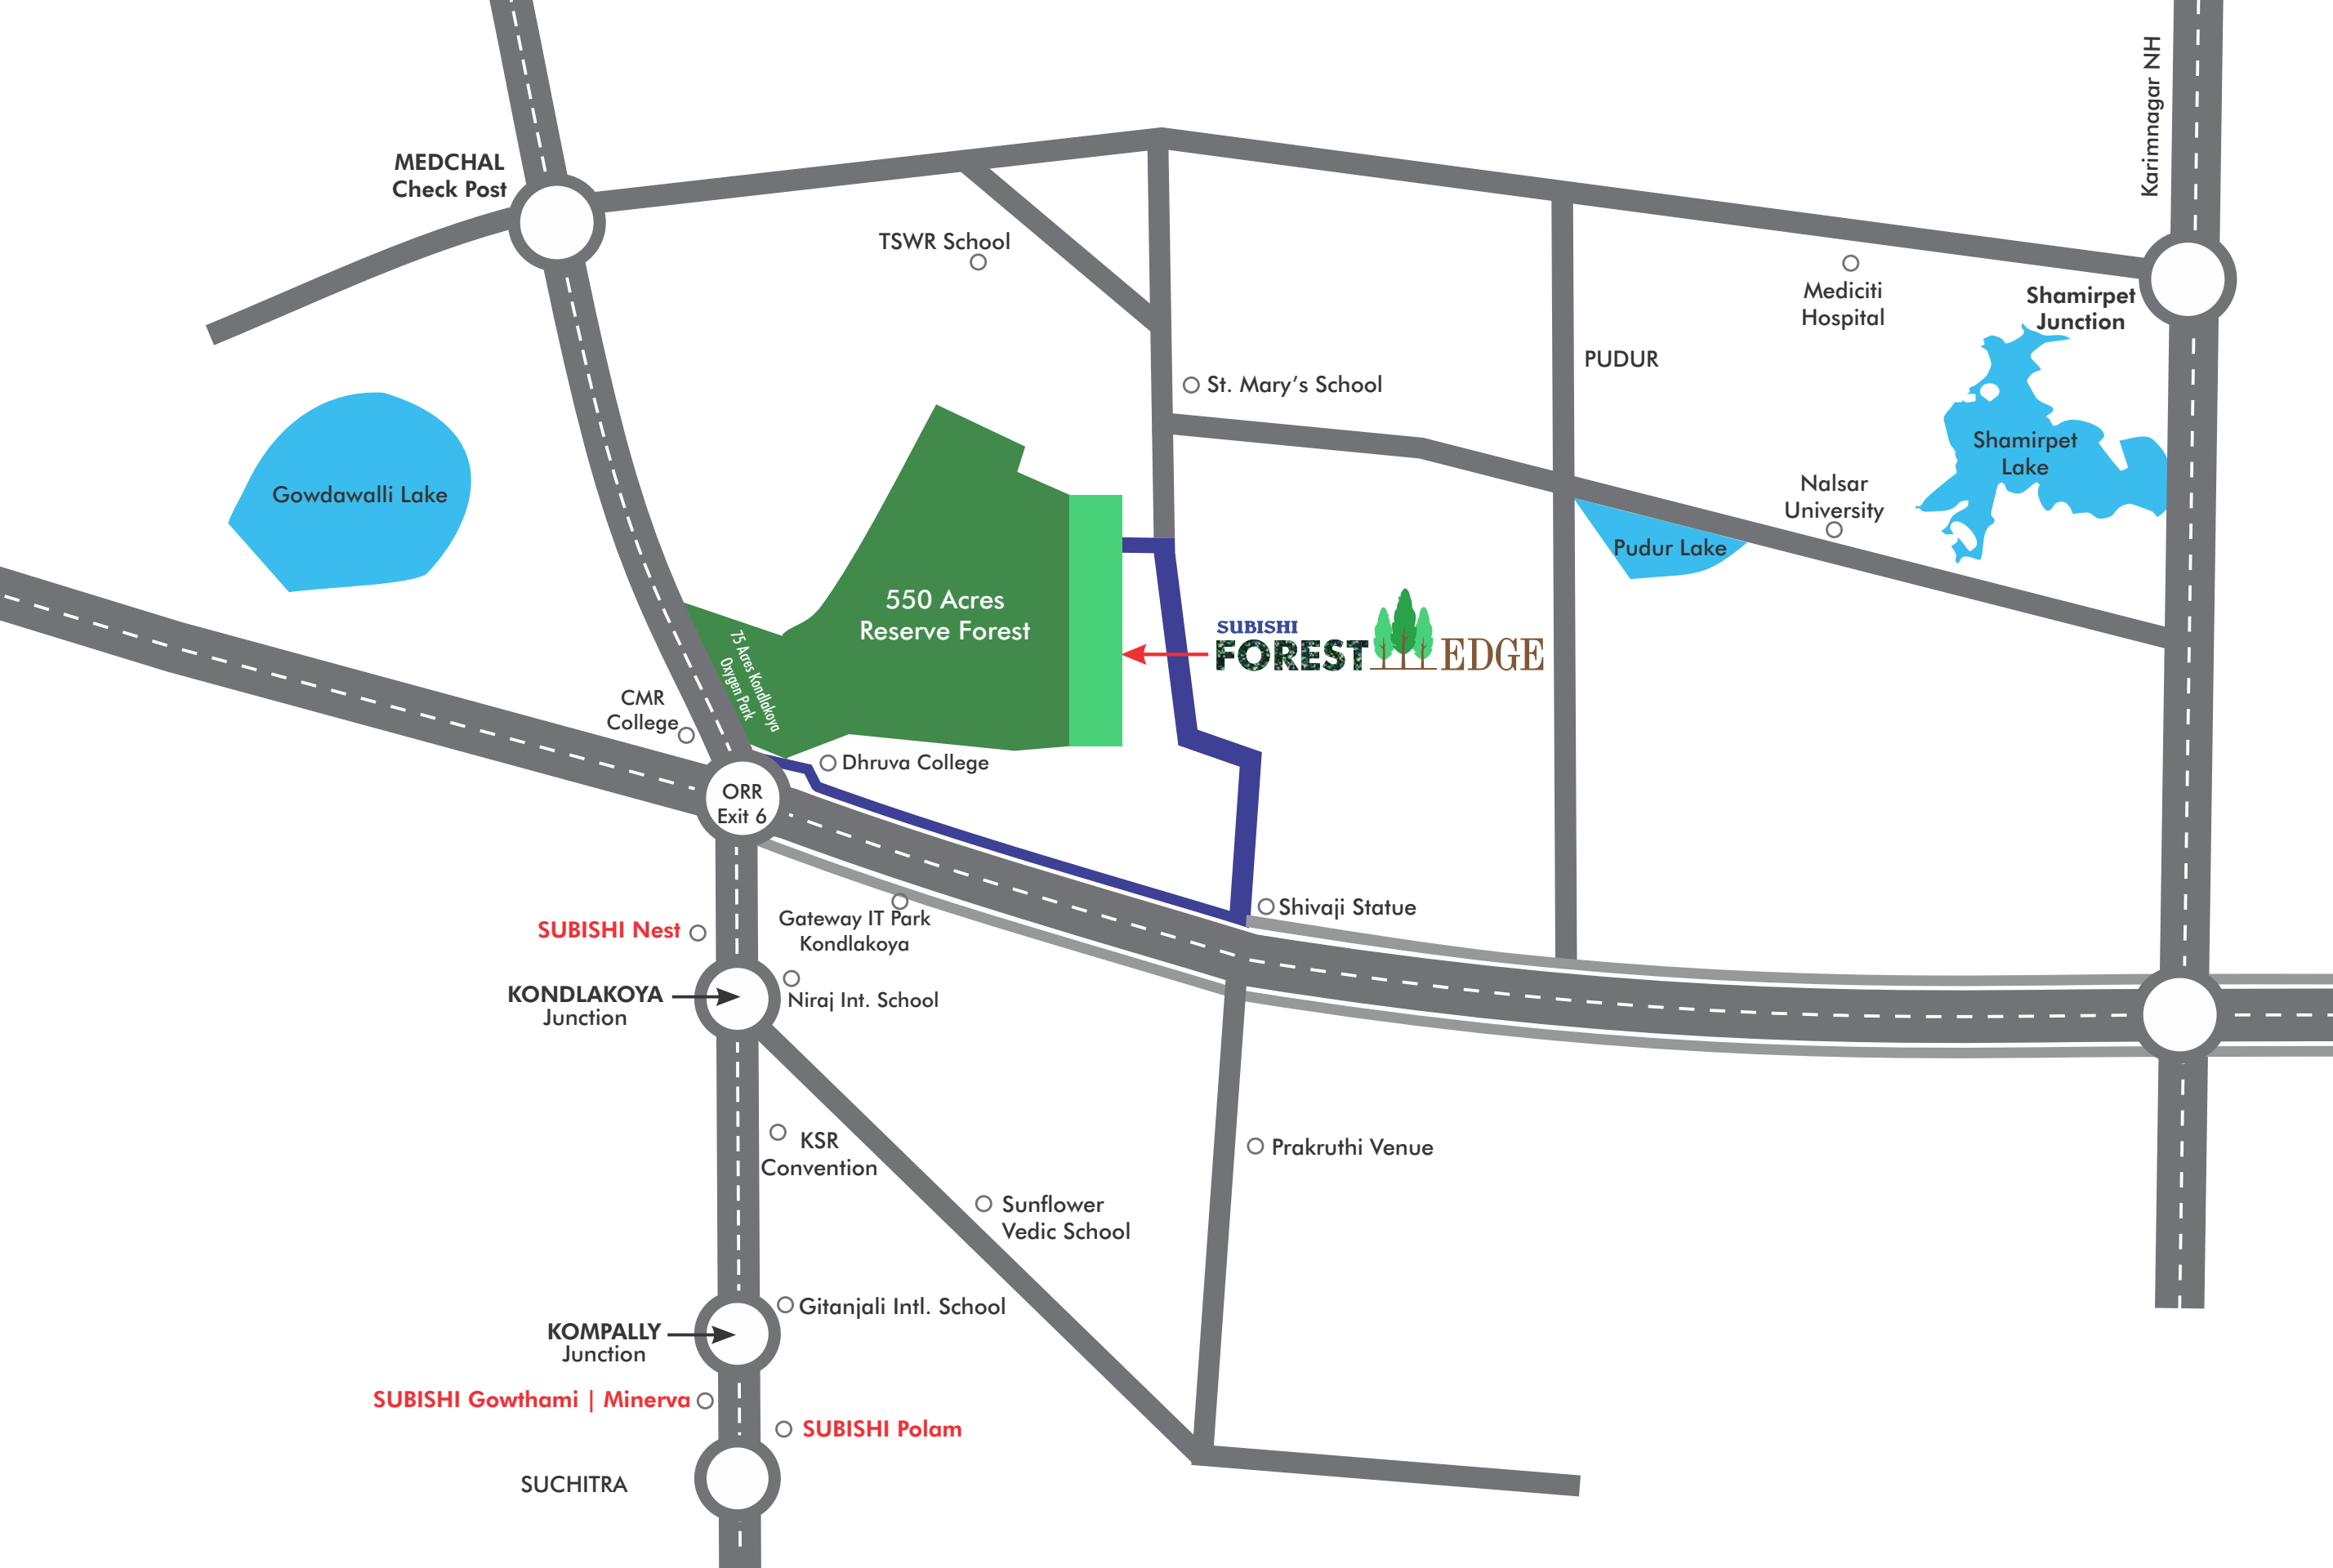 Karimnagar NH
MEDCHAL
Check Post
TSWR School
Mediciti
Hospital
Shamirpet
Junction
PUDUR
St. Mary's School
Shamirpet
Lake
Gowdawalli Lake
Nalsar
University
Pudur Lake
550 Acres
Reserve Forest
75 Acres Kondlakoya
Oxygen Park
SUBISHI
FOREST EDGE
CMR
College
Dhruva College
ORR
Exit 6
Shivaji Statue
Gateway IT Park
Kondlakoya
SUBISHI Nest
KONDLAKOYA
Junction
Niraj Int. School
KSR
Convention
Prakruthi Venue
Sunflower
Vedic School
Gitanjali Intl. School
KOMPALLY
Junction
SUBISHI Gowthami | Minerva
SUBISHI Polam
SUCHITRA